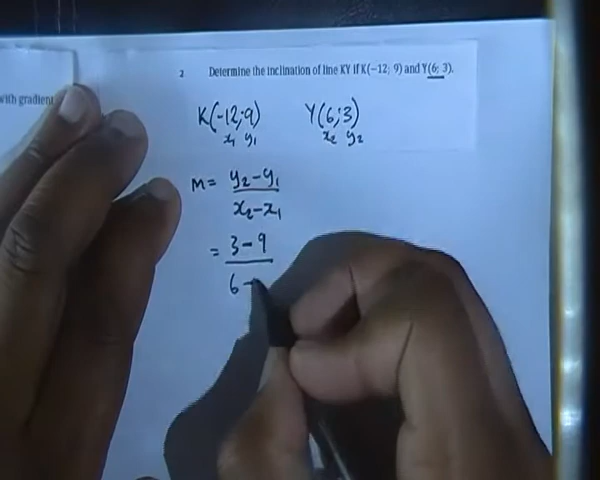 2 Determine the inclination of line KY if K(−12; 9) and Y(6; 3).
with gradient
K(-12;9) Y(6;3)
x₁ y₁ x₂ y₂
M = y₂-y₁
x₂-x₁
= 3-9
6-